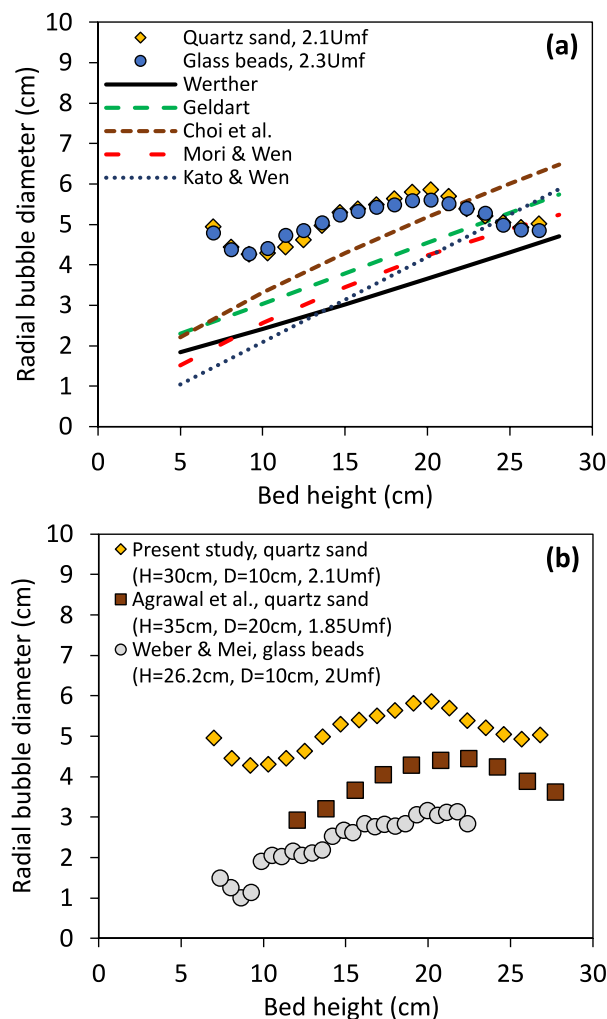 (a)
Quartz sand, 2.1Umf
Glass beads, 2.3Umf
Werther
Geldart
Choi et al.
Mori & Wen
Kato & Wen
Radial bubble diameter (cm)
10
9
8
7
6
5
4
3
2
1
0
0 5 10 15 20 25 30
Bed height (cm)
(b)
Present study, quartz sand
(H=30cm, D=10cm, 2.1Umf)
Agrawal et al., quartz sand
(H=35cm, D=20cm, 1.85Umf)
Weber & Mei, glass beads
(H=26.2cm, D=10cm, 2Umf)
Radial bubble diameter (cm)
10
9
8
7
6
5
4
3
2
1
0
0 5 10 15 20 25 30
Bed height (cm)